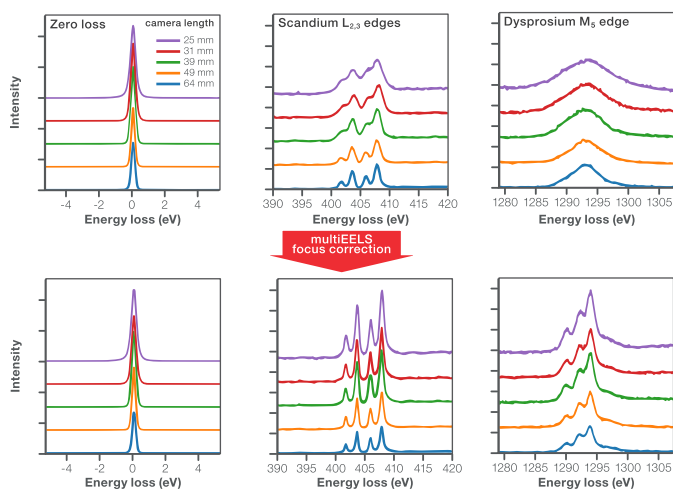 Zero loss
camera length
25 mm
31 mm
39 mm
49 mm
64 mm
Intensity
-4 -2 0 2 4
Energy loss (eV)
Scandium L2,3 edges
390 395 400 405 410 415 420
Energy loss (eV)
Dysprosium M5 edge
1280 1285 1290 1295 1300 1305
Energy loss (eV)
multiEELS
focus correction
Intensity
-4 -2 0 2 4
Energy loss (eV)
390 395 400 405 410 415 420
Energy loss (eV)
1280 1285 1290 1295 1300 1305
Energy loss (eV)